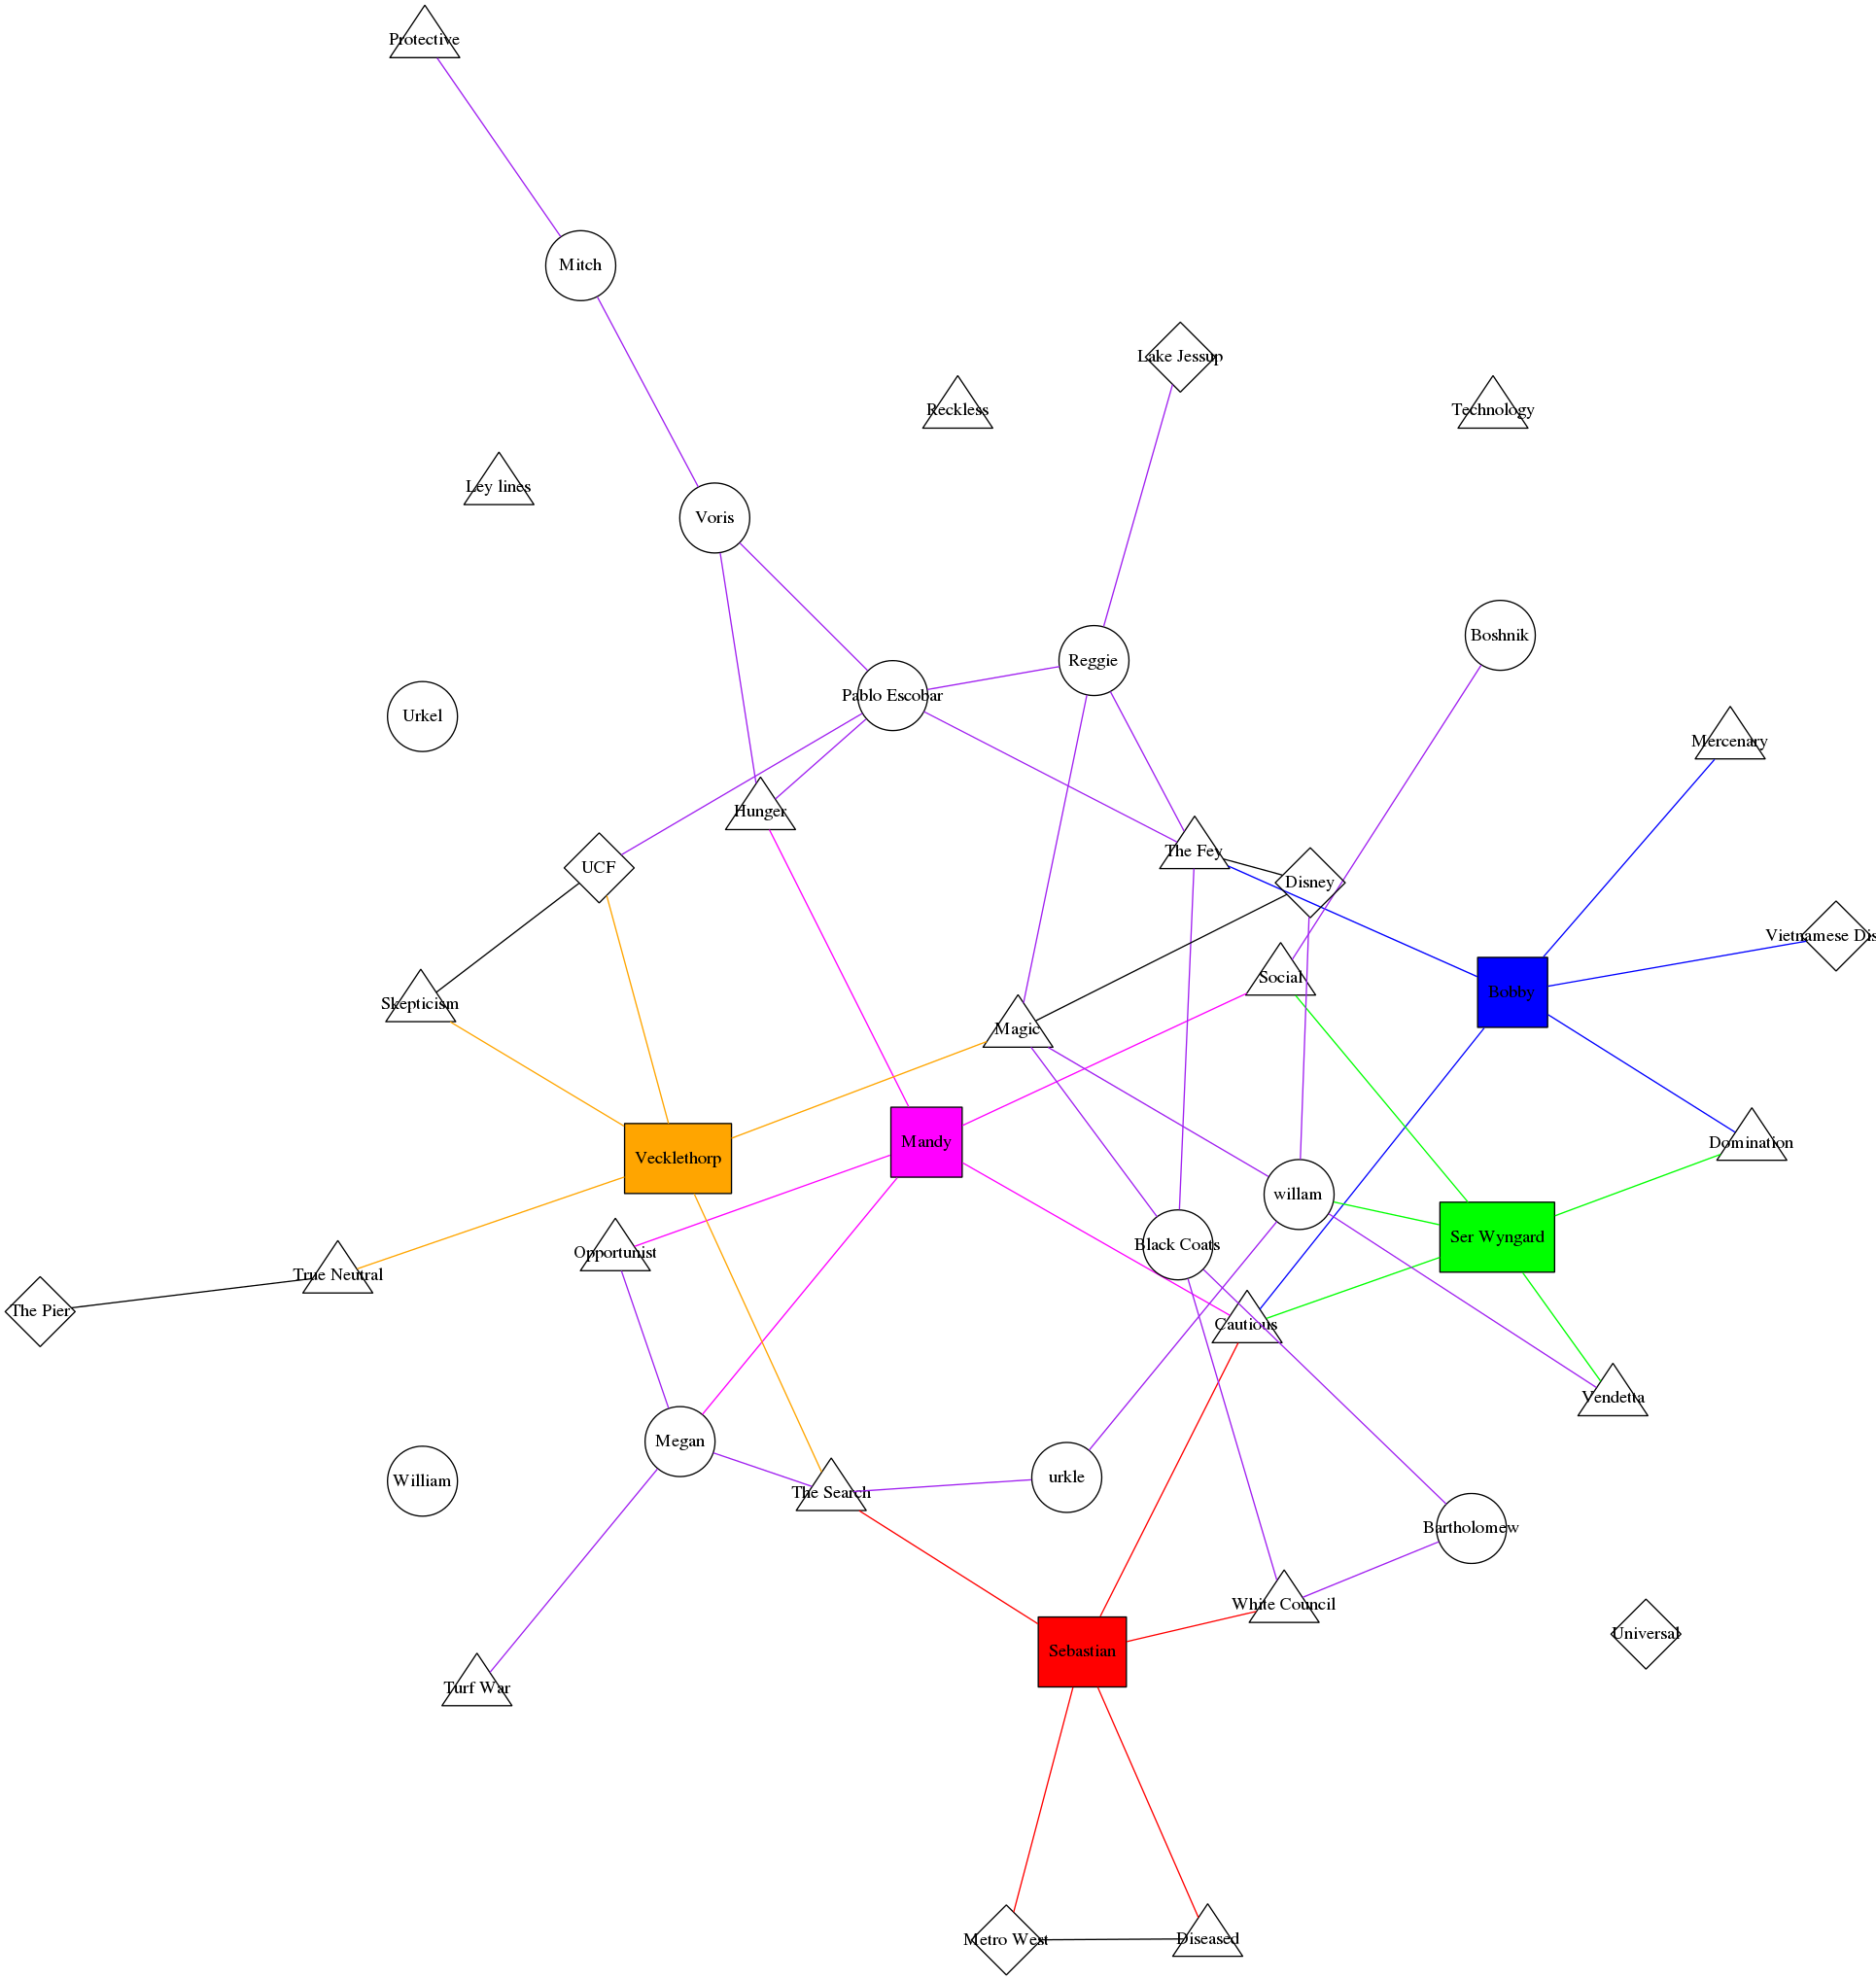 Protective
Mitch
Lake Jessup
Reckless
Technology
Ley lines
Voris
Boshnik
Reggie
Pablo Escobar
Urkel
Mercenary
Hunger
The Fey
UCF
Disney
Vietnamese Dis
Social
Bobby
Skepticism
Magic
Mandy
Domination
Vecklethorp
willam
Ser Wyngard
Black Coats
Opportunist
True Neutral
The Pier
Cautious
Vendetta
Megan
urkle
William
The Search
Bartholomew
White Council
Universal
Sebastian
Turf War
Diseased
Metro West